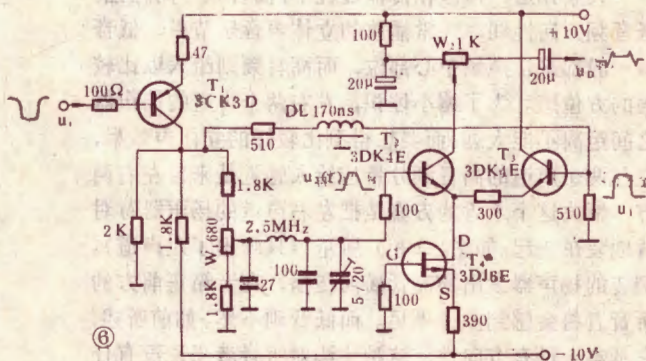 +10V
47
100
W₂1K
20μ
u₀
20μ
100Ω
u₁
T₁
3CK3D
DL 170ns
510
T₂
3DK4E
T₃
3DK4E
1.8K
100
300
510
u₁
2K
1.8K
W₁680
2.5MHz
1.8K
27
100
5/20
100
G
D
T₄
3DJ6E
S
390
-10V
⑥